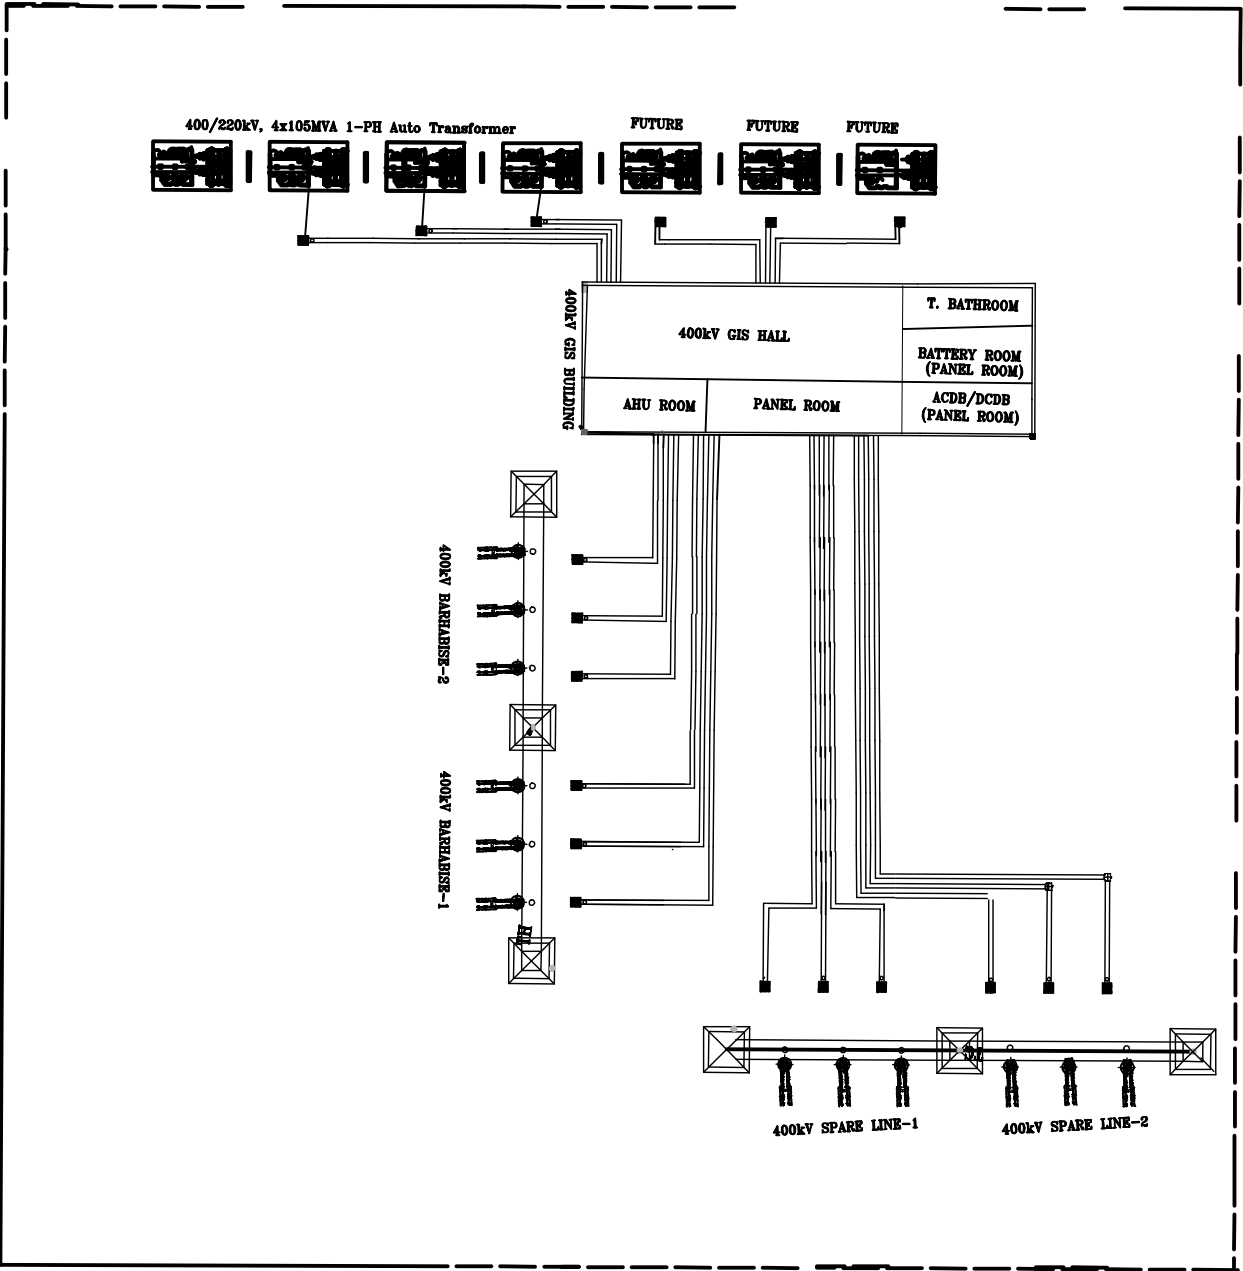 400/220kV, 4x105MVA 1-PH Auto Transformer
FUTURE
FUTURE
FUTURE
400kV GIS BUILDING
400kV GIS HALL
T. BATHROOM
BATTERY ROOM
(PANEL ROOM)
AHU ROOM
PANEL ROOM
ACDB/DCDB
(PANEL ROOM)
400kV BARHABISE-2
400kV BARHABISE-1
400kV SPARE LINE-1
400kV SPARE LINE-2